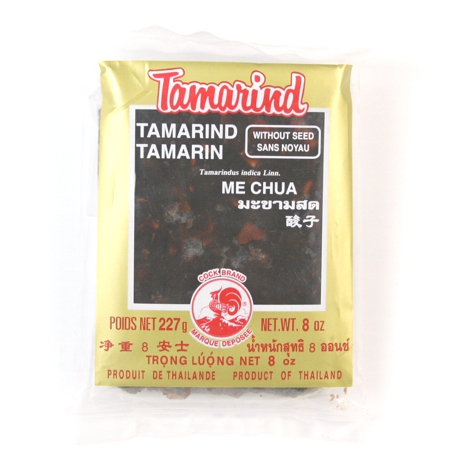 Tamarind
TAMARIND
TAMARIN
WITHOUT SEED
SANS NOYAU
Tamarindus indica Linn.
ME CHUA
มะขามสด
酸子
COCK BRAND
MARQUE DEPOSÉE
POIDS NET 227g NET.WT. 8 oz
净重 8 安士 น้ำหนักสุทธิ 8 ออนซ์
TRỌNG LƯỢNG NET 8 oz
PRODUIT DE THAILANDE PRODUCT OF THAILAND